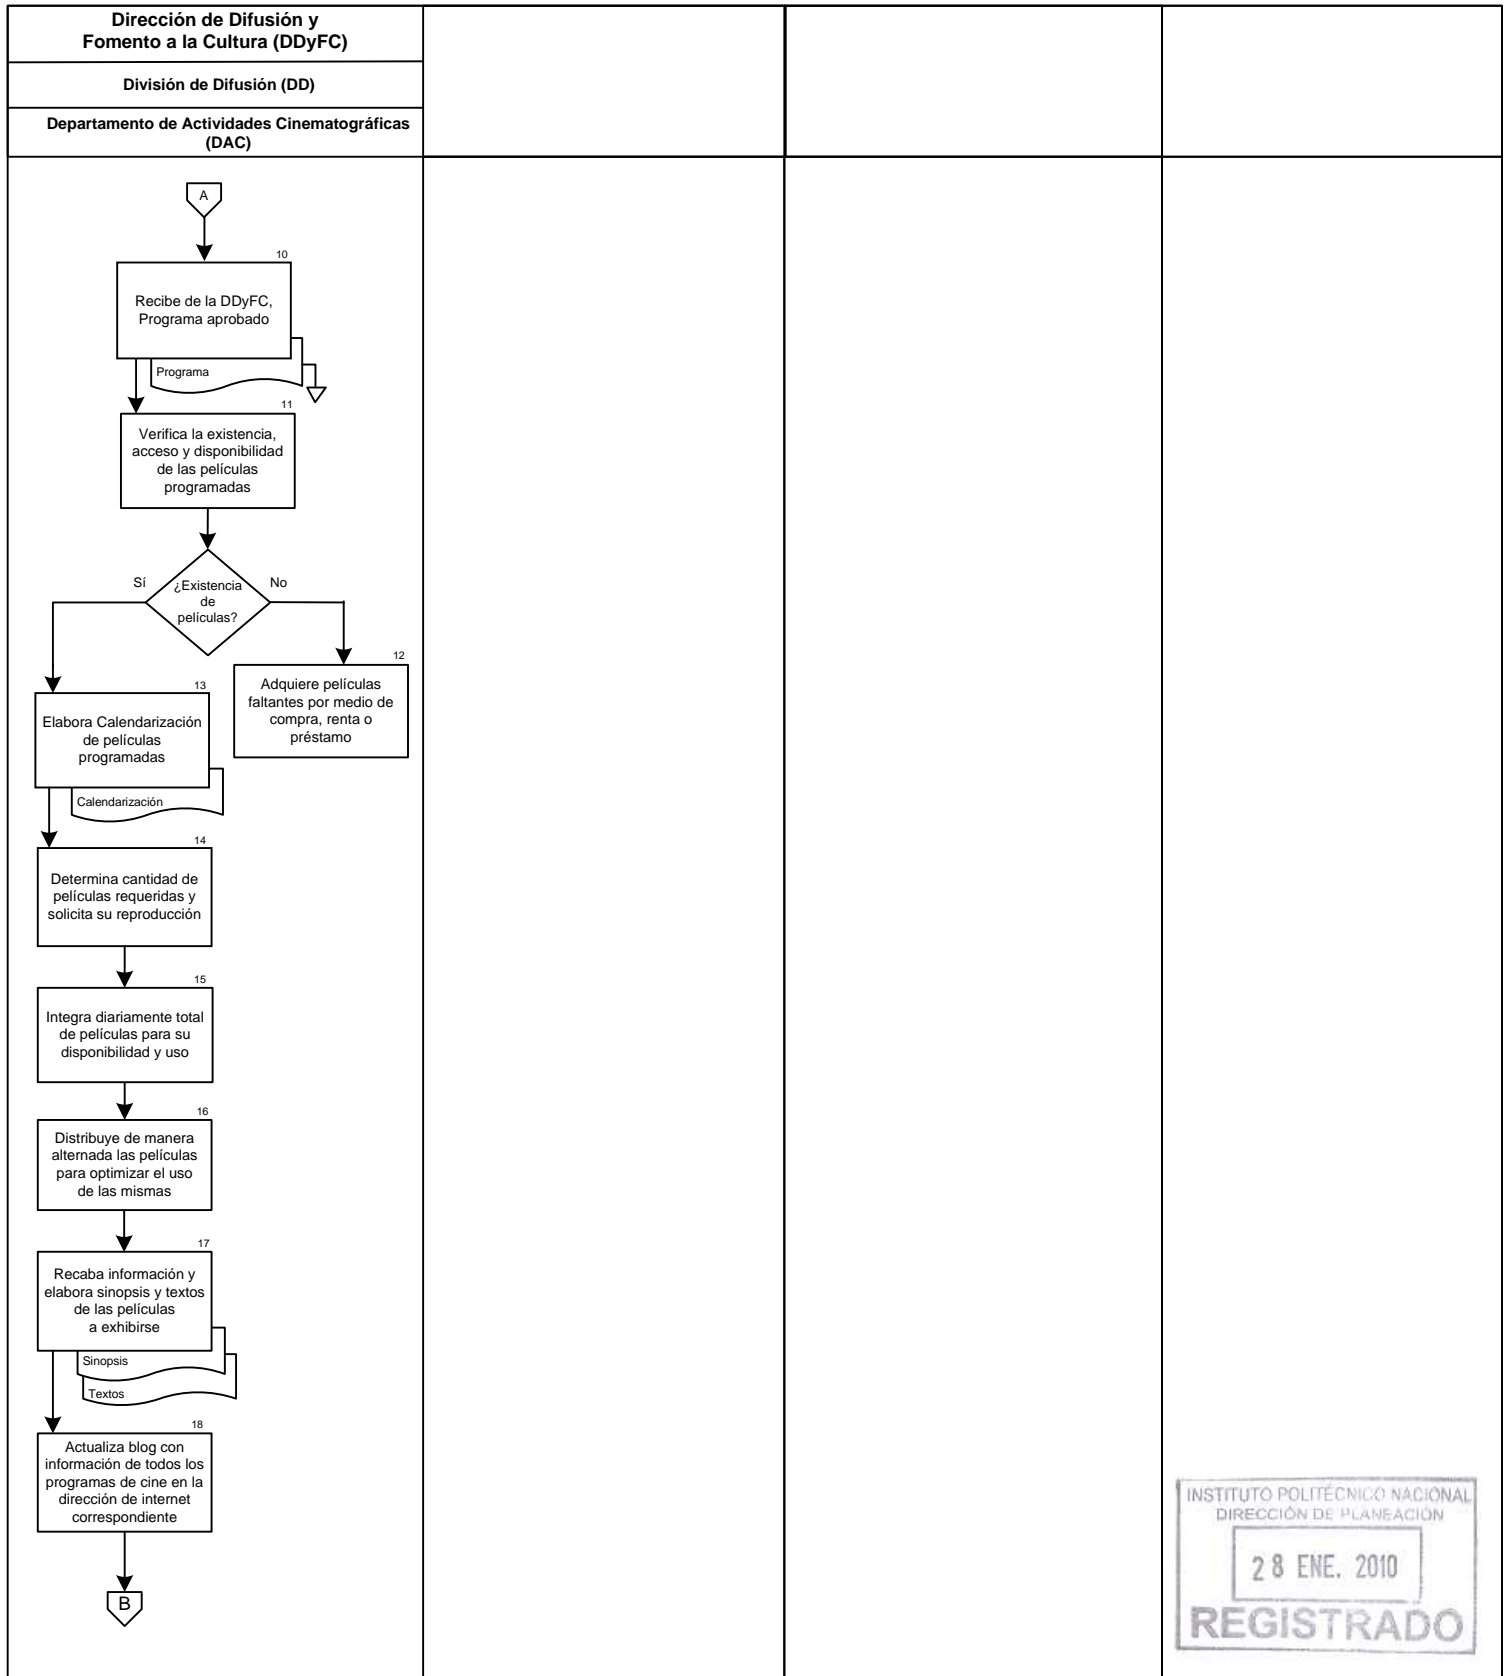 Dirección de Difusión y
Fomento a la Cultura (DDyFC)
División de Difusión (DD)
Departamento de Actividades Cinematográficas
(DAC)
A
10
Recibe de la DDyFC,
Programa aprobado
Programa
11
Verifica la existencia,
acceso y disponibilidad
de las películas
programadas
Sí
¿Existencia
de
películas?
No
12
Adquiere películas
faltantes por medio de
compra, renta o
préstamo
13
Elabora Calendarización
de películas
programadas
Calendarización
14
Determina cantidad de
películas requeridas y
solicita su reproducción
15
Integra diariamente total
de películas para su
disponibilidad y uso
16
Distribuye de manera
alternada las películas
para optimizar el uso
de las mismas
17
Recaba información y
elabora sinopsis y textos
de las películas
a exhibirse
Sinopsis
Textos
18
Actualiza blog con
información de todos los
programas de cine en la
dirección de internet
correspondiente
B
INSTITUTO POLITÉCNICO NACIONAL
DIRECCIÓN DE PLANEACIÓN
28 ENE. 2010
REGISTRADO